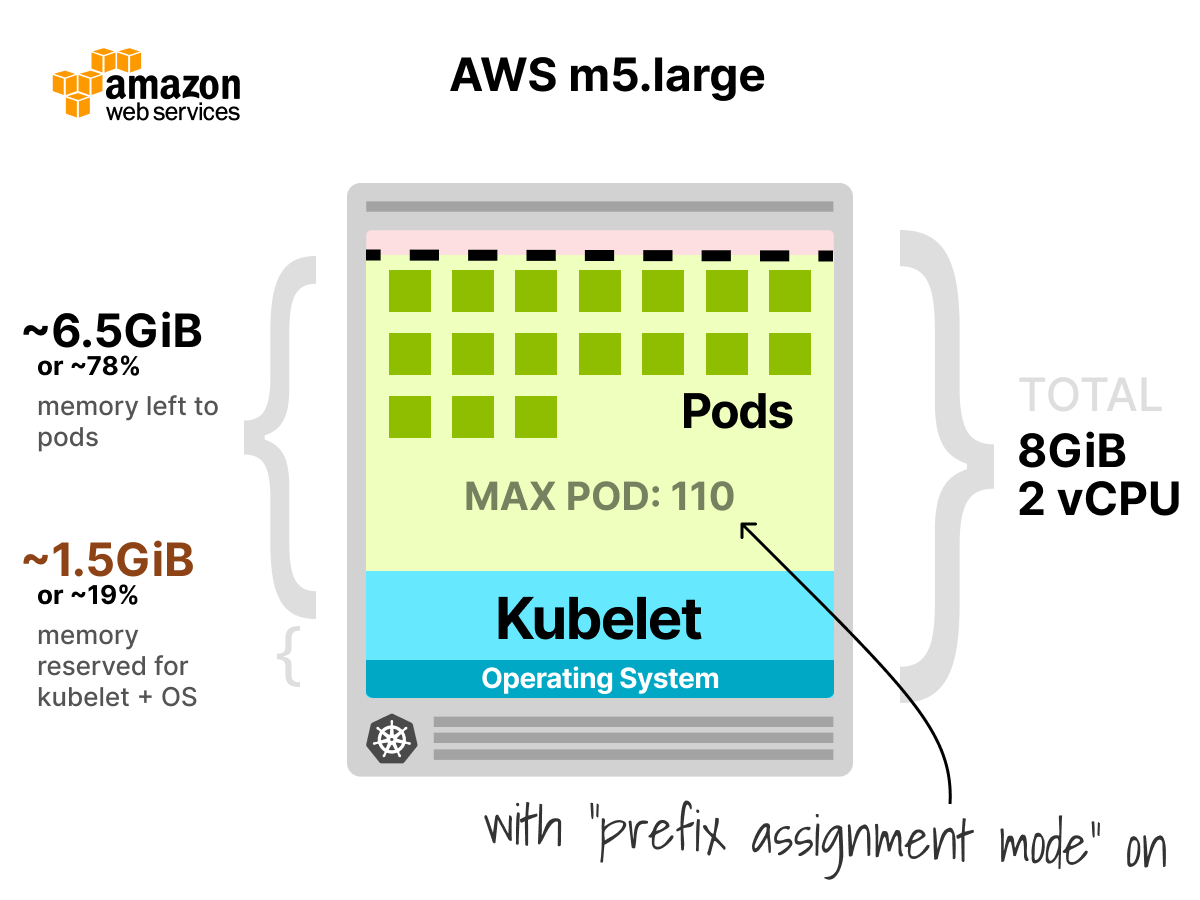 amazon
web services
AWS m5.large
~6.5GiB
or ~78%
memory left to
pods
~1.5GiB
or ~19%
memory
reserved for
kubelet + OS
Pods
MAX POD: 110
Kubelet
Operating System
TOTAL
8GiB
2 vCPU
with "prefix assignment mode" on